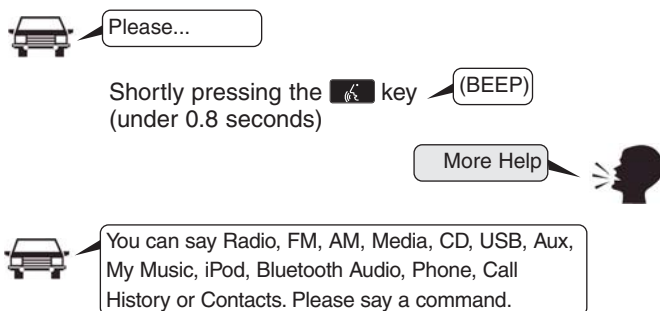 Please...
Shortly pressing the key (BEEP)
(under 0.8 seconds)
More Help
You can say Radio, FM, AM, Media, CD, USB, Aux,
My Music, iPod, Bluetooth Audio, Phone, Call
History or Contacts. Please say a command.